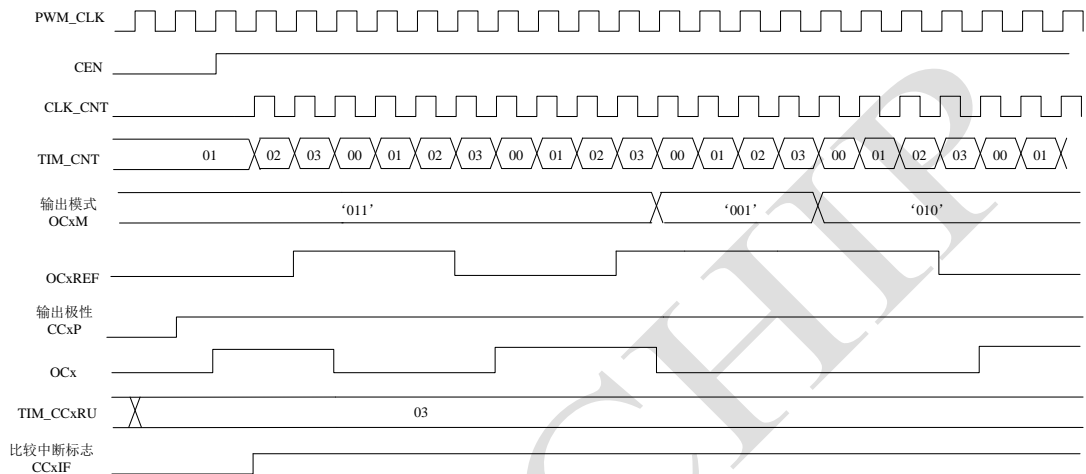 PWM_CLK
CEN
CLK_CNT
TIM_CNT 01 02 03 00 01 02 03 00 01 02 03 00 01 02 03 00 01 02 03 00 01
输出模式
OCxM ‘011’ ‘001’ ‘010’
OCxREF
输出极性
CCxP
OCx
TIM_CCxRU 03
比较中断标志
CCxIF
CHIP